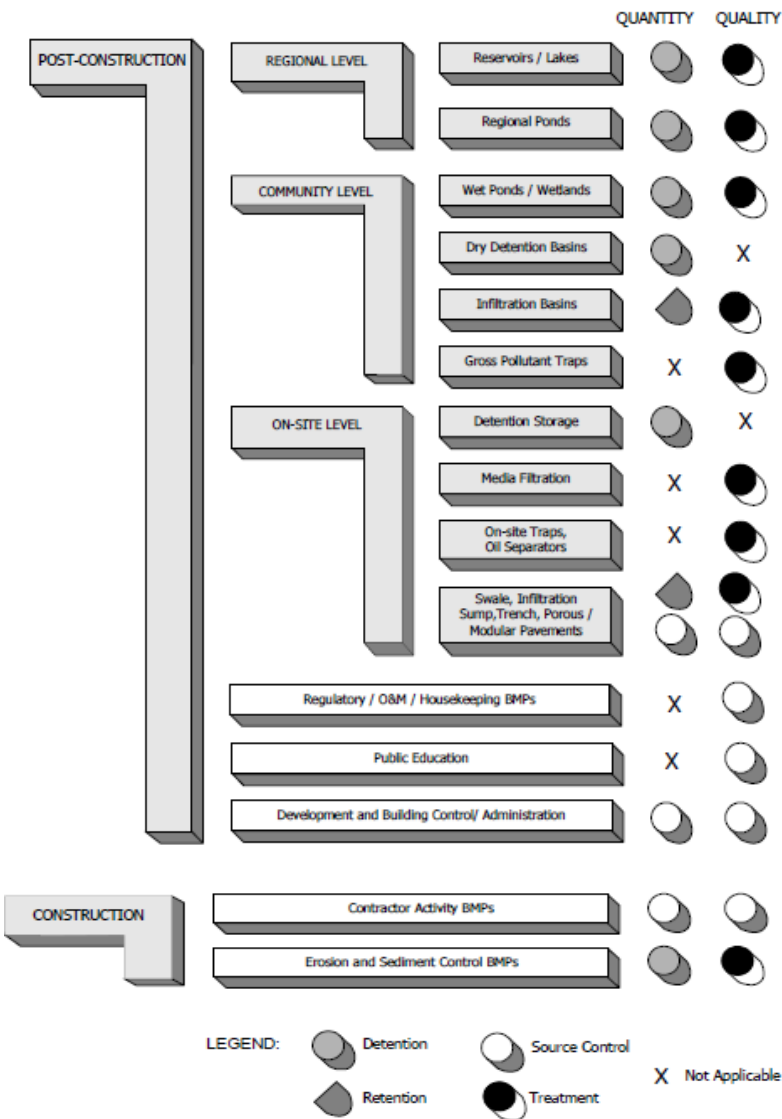 QUANTITY QUALITY
POST-CONSTRUCTION
REGIONAL LEVEL
Reservoirs / Lakes
Regional Ponds
COMMUNITY LEVEL
Wet Ponds / Wetlands
Dry Detention Basins
X
Infiltration Basins
Gross Pollutant Traps
X
ON-SITE LEVEL
Detention Storage
X
Media Filtration
X
On-site Traps,
Oil Separators
X
Swale, Infiltration
Sump,Trench, Porous /
Modular Pavements
Regulatory / O&M / Housekeeping BMPs
X
Public Education
X
Development and Building Control/ Administration
CONSTRUCTION
Contractor Activity BMPs
Erosion and Sediment Control BMPs
LEGEND:
Detention
Source Control
X Not Applicable
Retention
Treatment